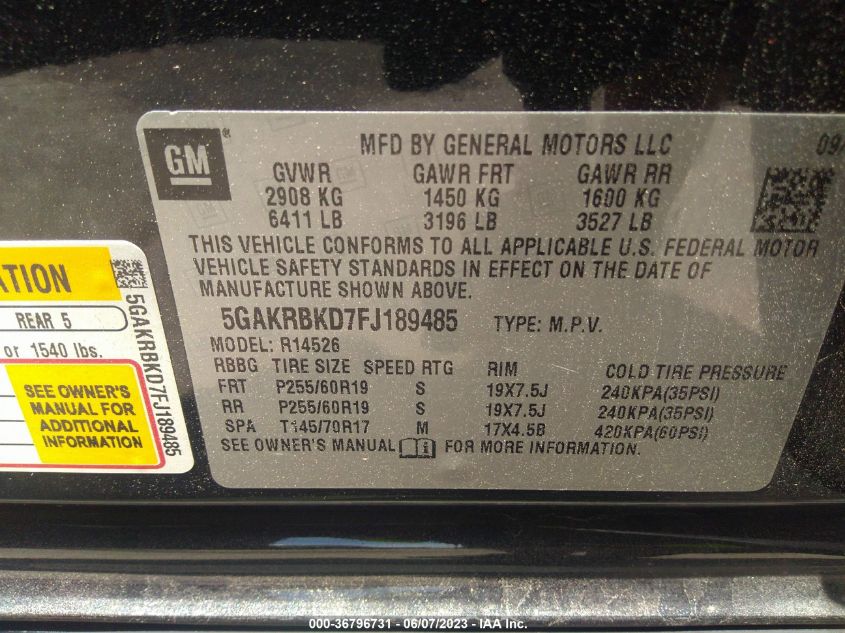 GM ®
MFD BY GENERAL MOTORS LLC 09/
GVWR GAWR FRT GAWR RR
2908 KG 1450 KG 1600 KG
6411 LB 3196 LB 3527 LB
THIS VEHICLE CONFORMS TO ALL APPLICABLE U.S. FEDERAL MOTOR
VEHICLE SAFETY STANDARDS IN EFFECT ON THE DATE OF
MANUFACTURE SHOWN ABOVE.
5GAKRBKD7FJ189485 TYPE: M.P.V.
MODEL: R14526
RBBG TIRE SIZE SPEED RTG RIM COLD TIRE PRESSURE
FRT P255/60R19 S 19X7.5J 240KPA(35PSI)
RR P255/60R19 S 19X7.5J 240KPA(35PSI)
SPA T145/70R17 M 17X4.5B 420KPA(60PSI)
SEE OWNER'S MANUAL i FOR MORE INFORMATION.
ATION
REAR 5
or 1540 lbs.
SEE OWNER'S
MANUAL FOR
ADDITIONAL
INFORMATION
5GAKRBKD7FJ189485
000-36796731 - 06/07/2023 - IAA Inc.